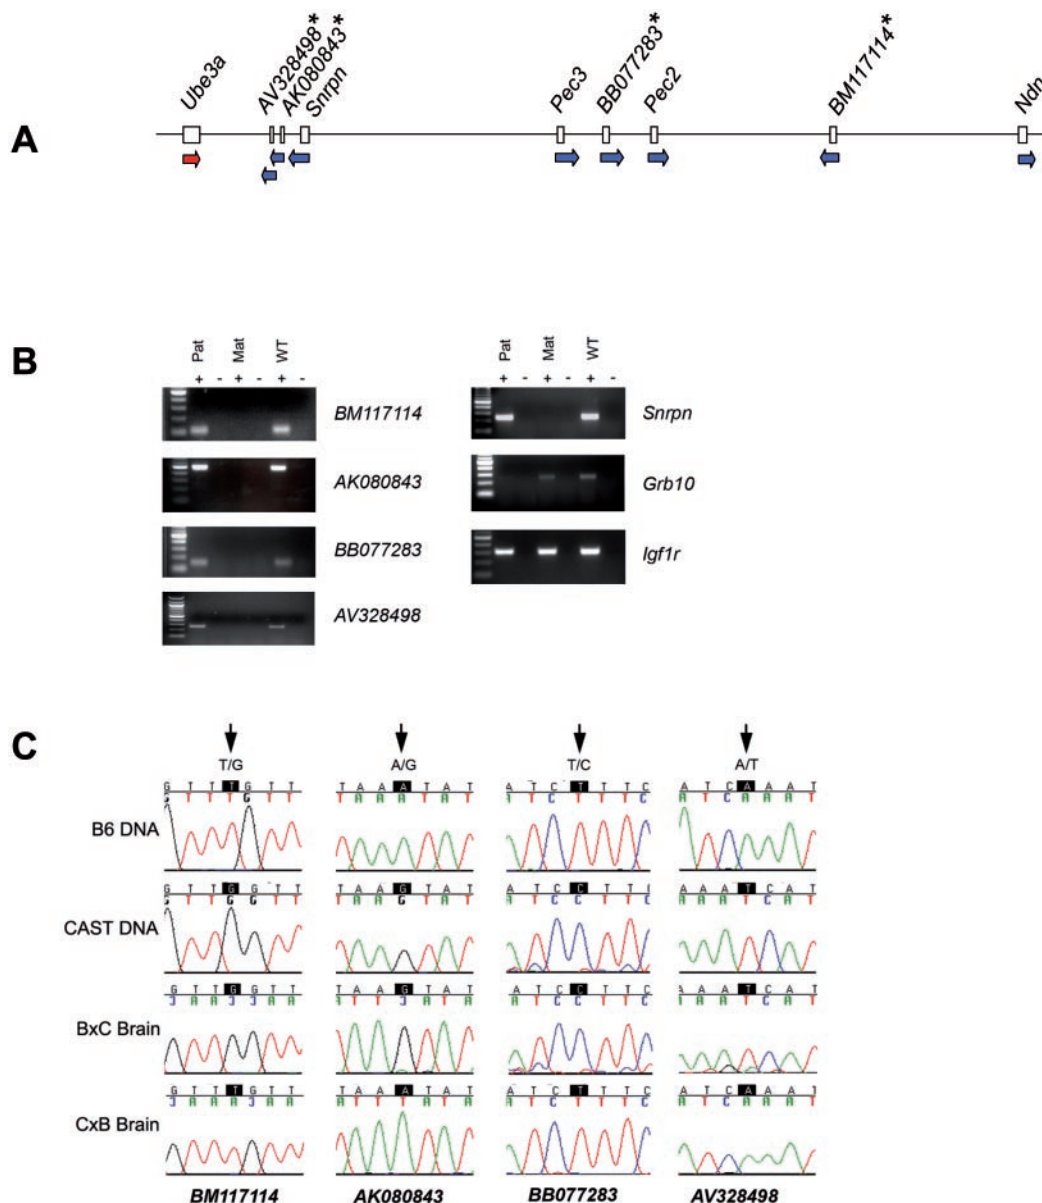 A
Ube3a
AV328498*
AK080843*
Snrpn
Pec3
BB077283*
Pec2
BM117114*
Ndn
B
Pat Mat WT
+ - + - + -
BM117114
AK080843
BB077283
AV328498
Pat Mat WT
+ - + - + -
Snrpn
Grb10
Igf1r
C
T/G A/G T/C A/T
B6 DNA
G T T T G T T
G T T T G T T
T A A A T A T
T A A A T A T
A T C T T T C
A T C T T T C
A T C A A A T
A T C A A A T
CAST DNA
G T T G G T T
G T T G G T T
T A A G T A T
T A A G T A T
A T C C T T
A T C C T T
A A A T C A T
A A A T C A T
BxC Brain
G T T G G T T
T A A G T A T
A T T G A T A
A T C C T T C
A T C C T T C
A A A T C A T
A A A T C A T
CxB Brain
G T T T G T T
T A A A T A T
A T T T A T A
A T C T T T C
A T C T T T C
A T C A A A T
A T C A A A T
BM117114 AK080843 BB077283 AV328498